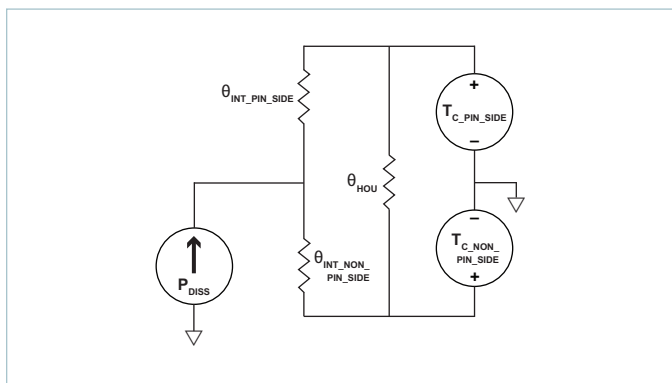 θINT_PIN_SIDE
+
TC_PIN_SIDE
–
θHOU
–
TC_NON_
PIN_SIDE
+
θINT_NON_
PIN_SIDE
PDISS